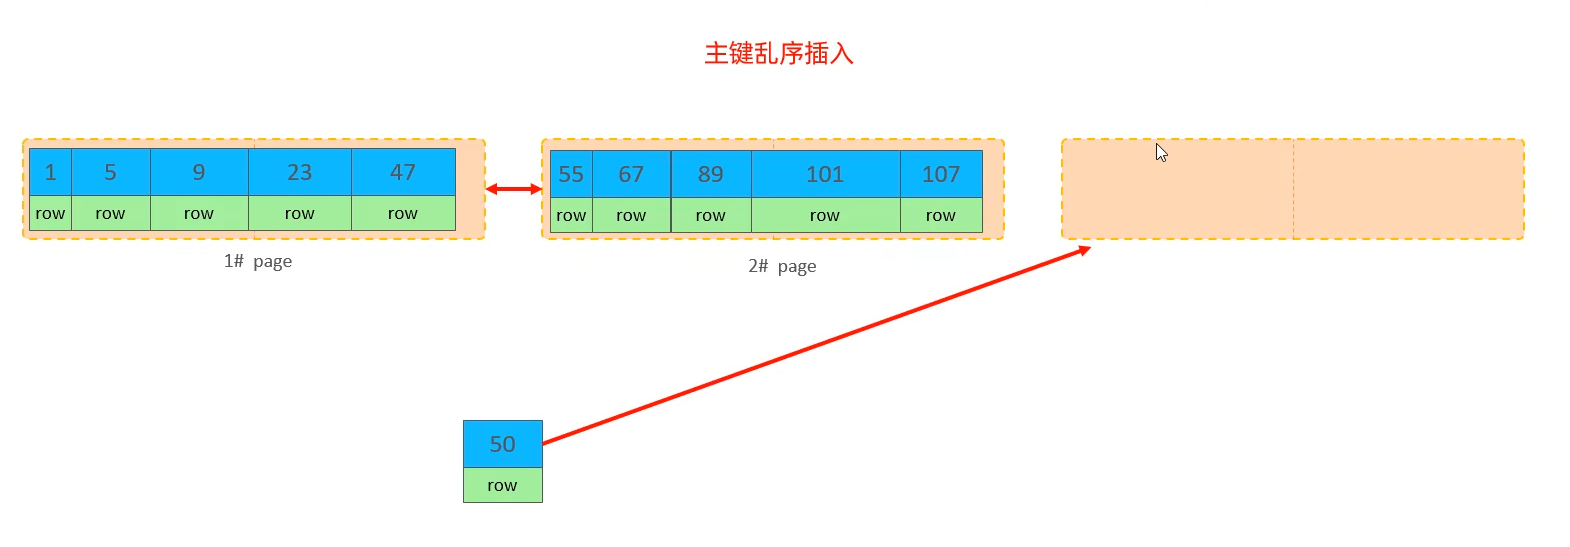 主键乱序插入
1 5 9 23 47
row row row row row
1# page
55 67 89 101 107
row row row row row
2# page
50
row